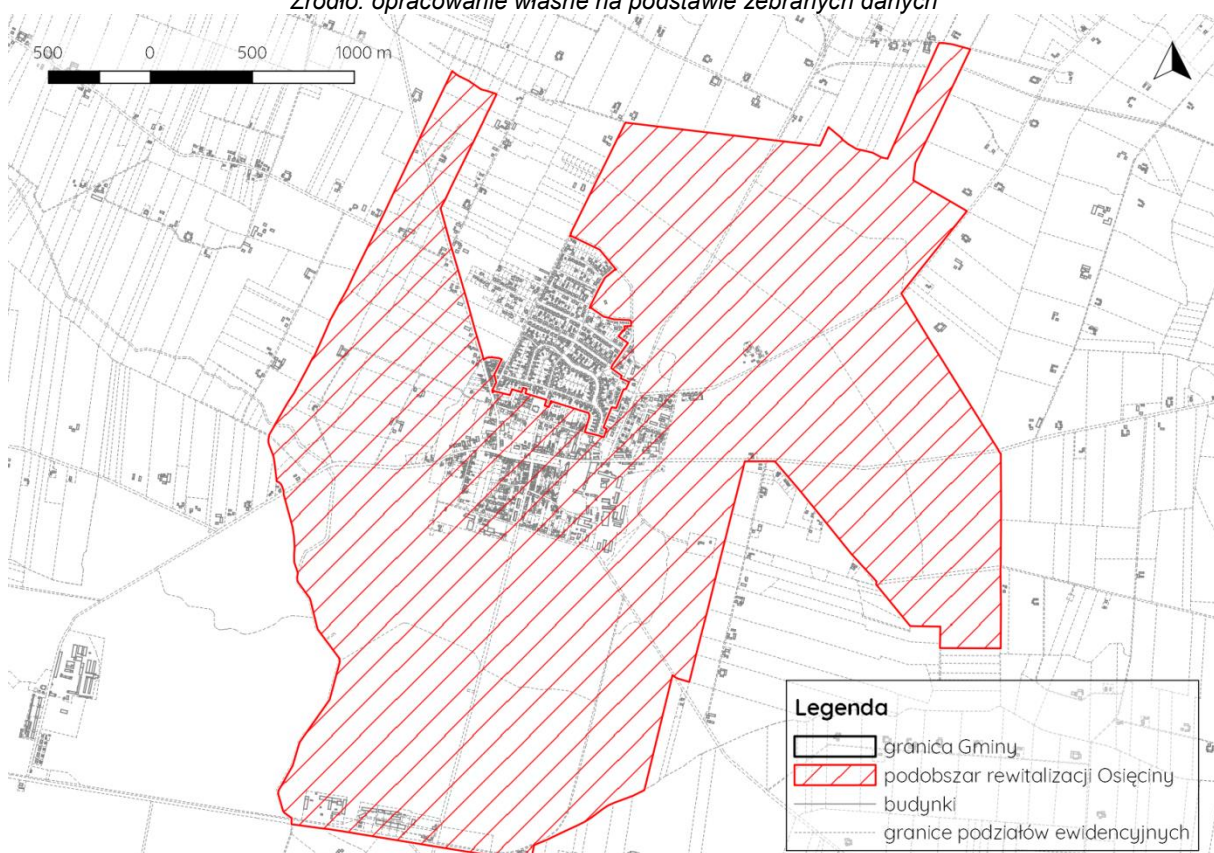 Źródło: opracowanie własne na podstawie zebranych danych
500 0 500 1000 m
Legenda
granica Gminy
podobszar rewitalizacji Osięciny
budynki
granice podziałów ewidencyjnych